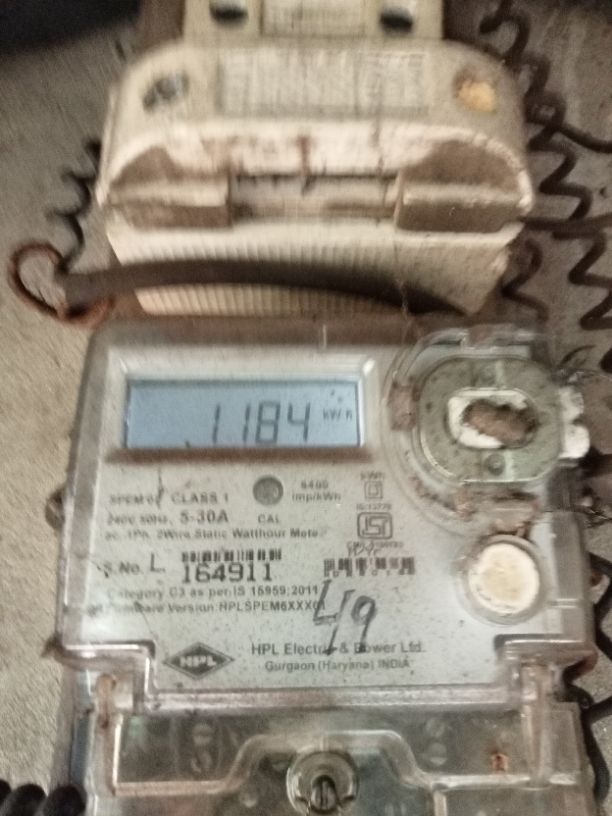 1184 kWh
SPEM 01 CLASS 1
6400 imp/kWh
240V 50Hz. 5-30A CAL
ac. 1Ph. 2Wire Static Watthour Meter
S.No. L 164911
Category C3 as per IS 15959:2011
Firmware Version HPLSPEM6XXX01
49
HPL HPL Electric & Power Ltd.
Gurgaon (Haryana) INDIA